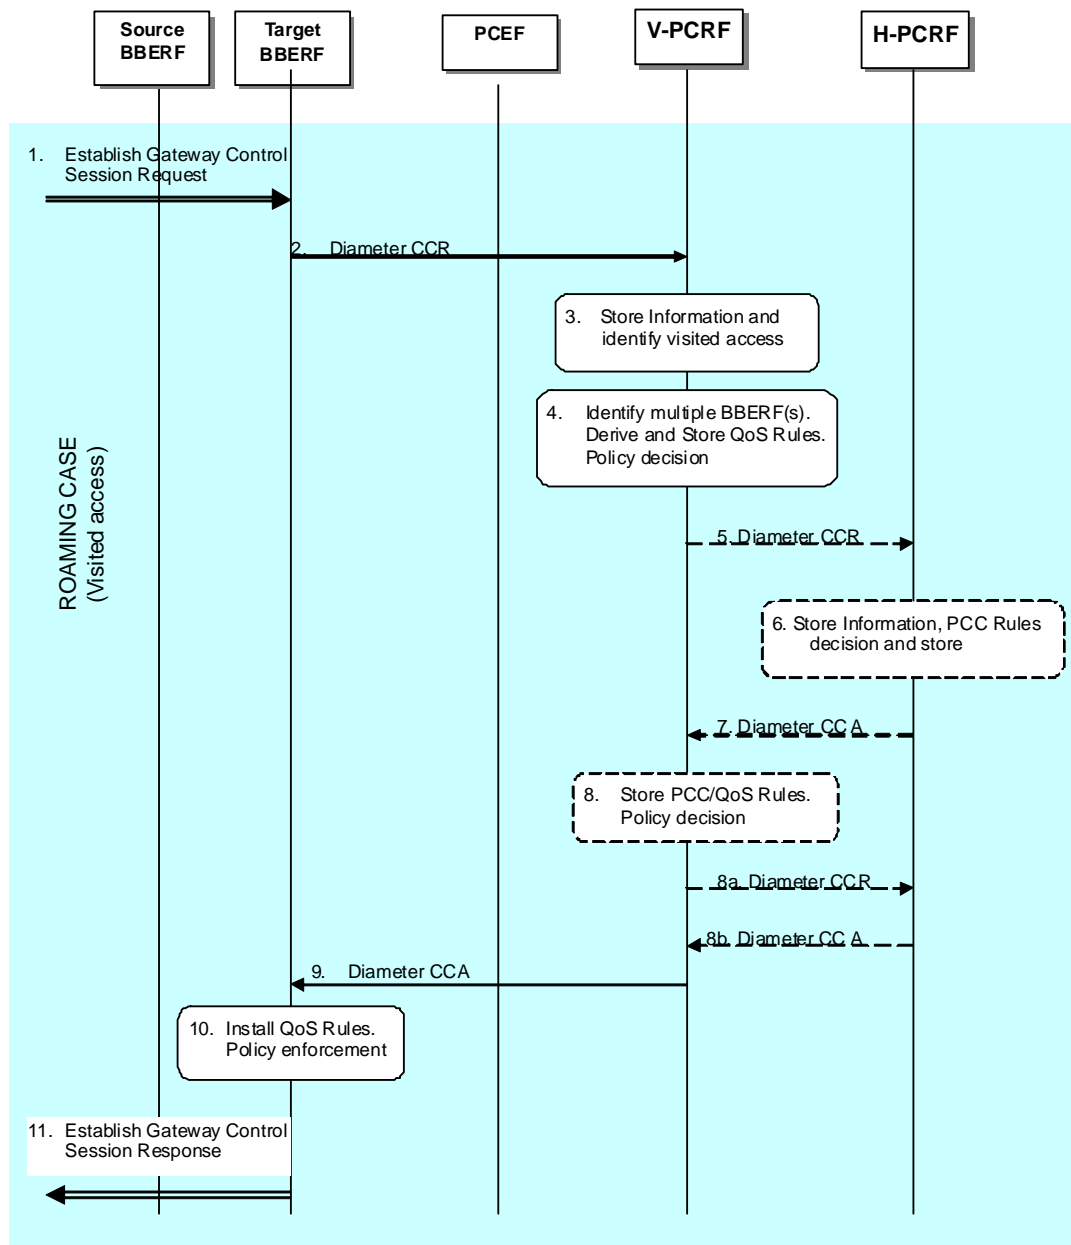 Source
BBERF
Target
BBERF
PCEF
V-PCRF
H-PCRF
1. Establish Gateway Control
Session Request
2. Diameter CCR
3. Store Information and
identify visited access
4. Identify multiple BBERF(s).
Derive and Store QoS Rules.
Policy decision
ROAMING CASE
(Visited access)
5. Diameter CCR
6. Store Information, PCC Rules
decision and store
7. Diameter CCA
8. Store PCC/QoS Rules.
Policy decision
8a. Diameter CCR
8b. Diameter CCA
9. Diameter CCA
10. Install QoS Rules.
Policy enforcement
11. Establish Gateway Control
Session Response